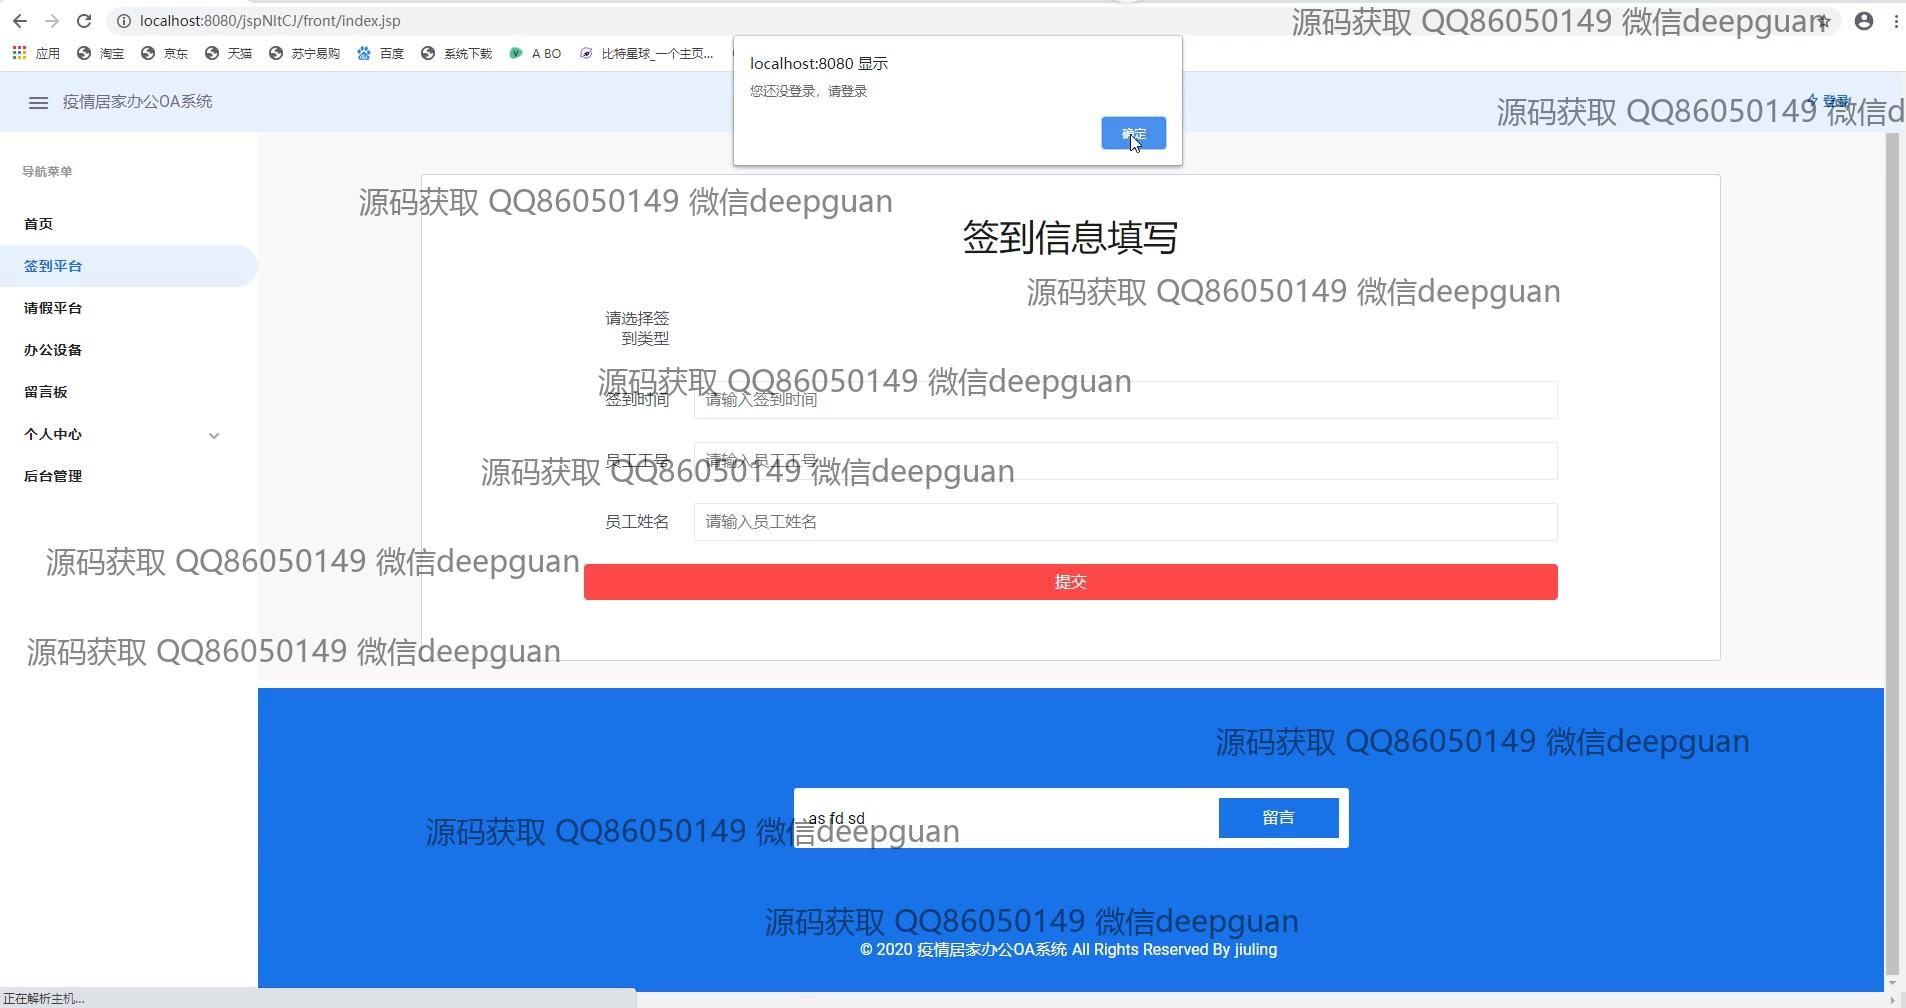 localhost:8080/jspNltCJ/front/index.jsp
源码获取 QQ86050149 微信deepguan
应用 淘宝 京东 天猫 苏宁易购 百度 系统下载 A BO 比特星球_一个主页...
localhost:8080 显示
您还没登录，请登录
确定
疫情居家办公OA系统
登录
源码获取 QQ86050149 微信d
导航菜单
首页
签到平台
请假平台
办公设备
留言板
个人中心
后台管理
源码获取 QQ86050149 微信deepguan
签到信息填写
源码获取 QQ86050149 微信deepguan
请选择签
到类型
源码获取 QQ86050149 微信deepguan
签到时间 请输入签到时间
员工工号 请输入员工工号
源码获取 QQ86050149 微信deepguan
员工姓名 请输入员工姓名
源码获取 QQ86050149 微信deepguan
提交
源码获取 QQ86050149 微信deepguan
源码获取 QQ86050149 微信deepguan
as fd sd
留言
源码获取 QQ86050149 微信deepguan
源码获取 QQ86050149 微信deepguan
© 2020 疫情居家办公OA系统 All Rights Reserved By jiuling
正在解析主机...